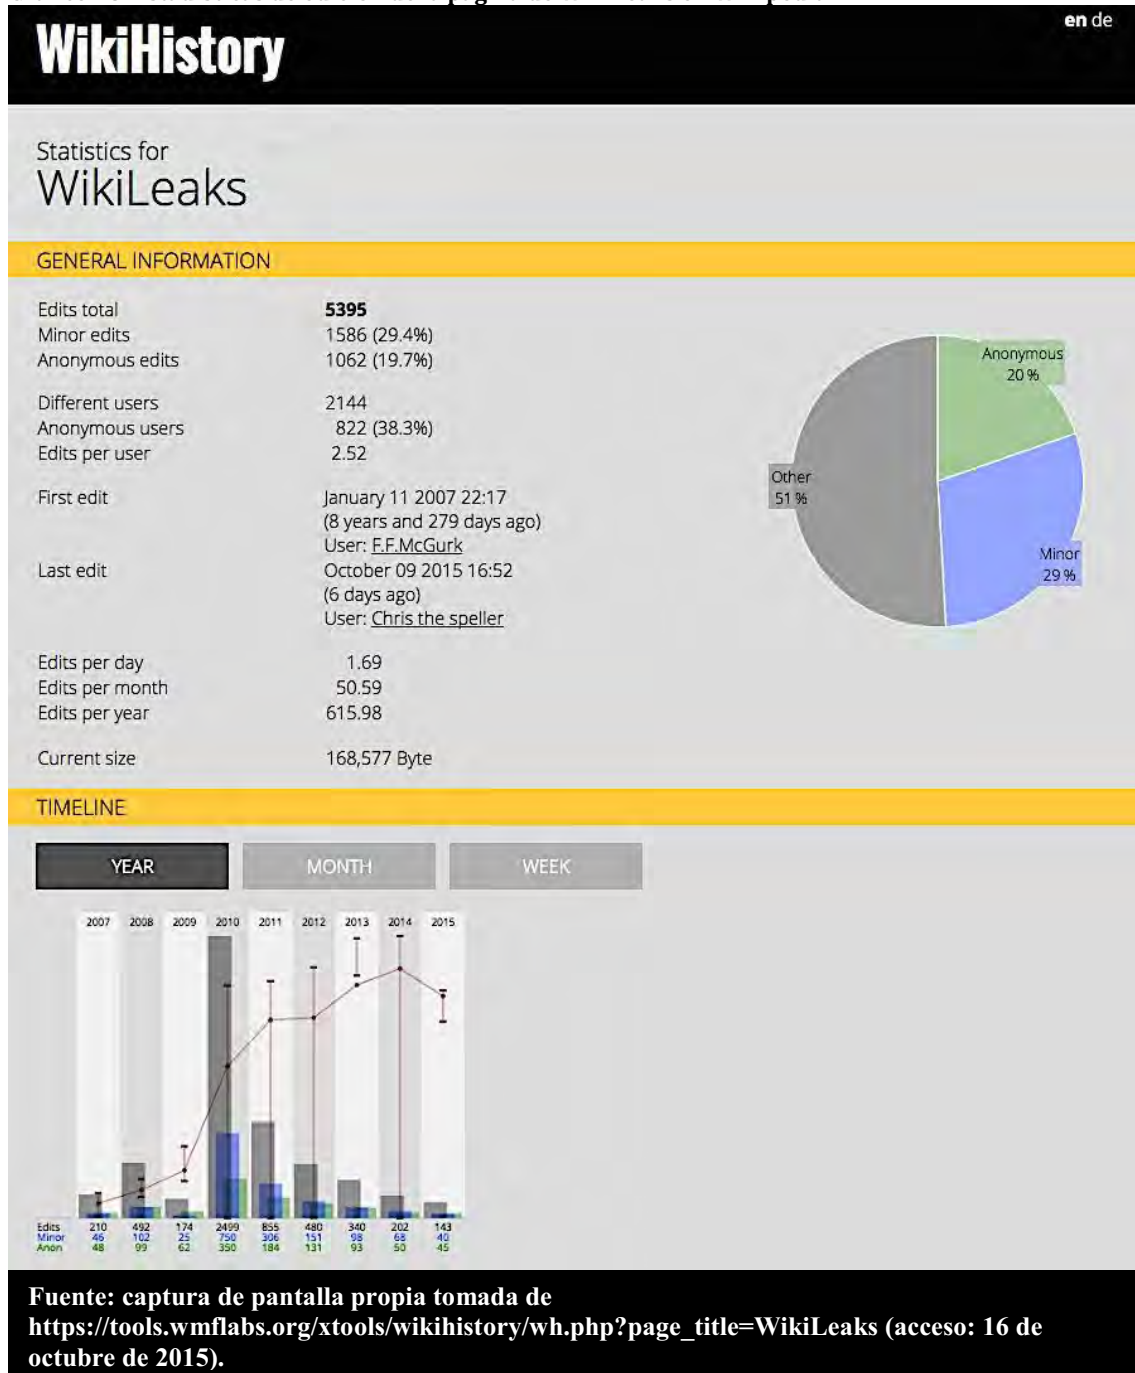 en de
WikiHistory
Statistics for
WikiLeaks
GENERAL INFORMATION
Edits total 5395
Minor edits 1586 (29.4%)
Anonymous edits 1062 (19.7%)
Different users 2144
Anonymous users 822 (38.3%)
Edits per user 2.52
First edit January 11 2007 22:17
(8 years and 279 days ago)
User: F.F.McGurk
Last edit October 09 2015 16:52
(6 days ago)
User: Chris the speller
Edits per day 1.69
Edits per month 50.59
Edits per year 615.98
Current size 168,577 Byte
Anonymous
20 %
Other
51 %
Minor
29 %
TIMELINE
YEAR MONTH WEEK
2007 2008 2009 2010 2011 2012 2013 2014 2015
Edits 210 492 174 2499 855 480 340 202 143
Minor 46 102 25 750 306 151 98 68 40
Anon 48 99 62 350 184 131 93 50 45
Fuente: captura de pantalla propia tomada de
https://tools.wmflabs.org/xtools/wikihistory/wh.php?page_title=WikiLeaks (acceso: 16 de
octubre de 2015).